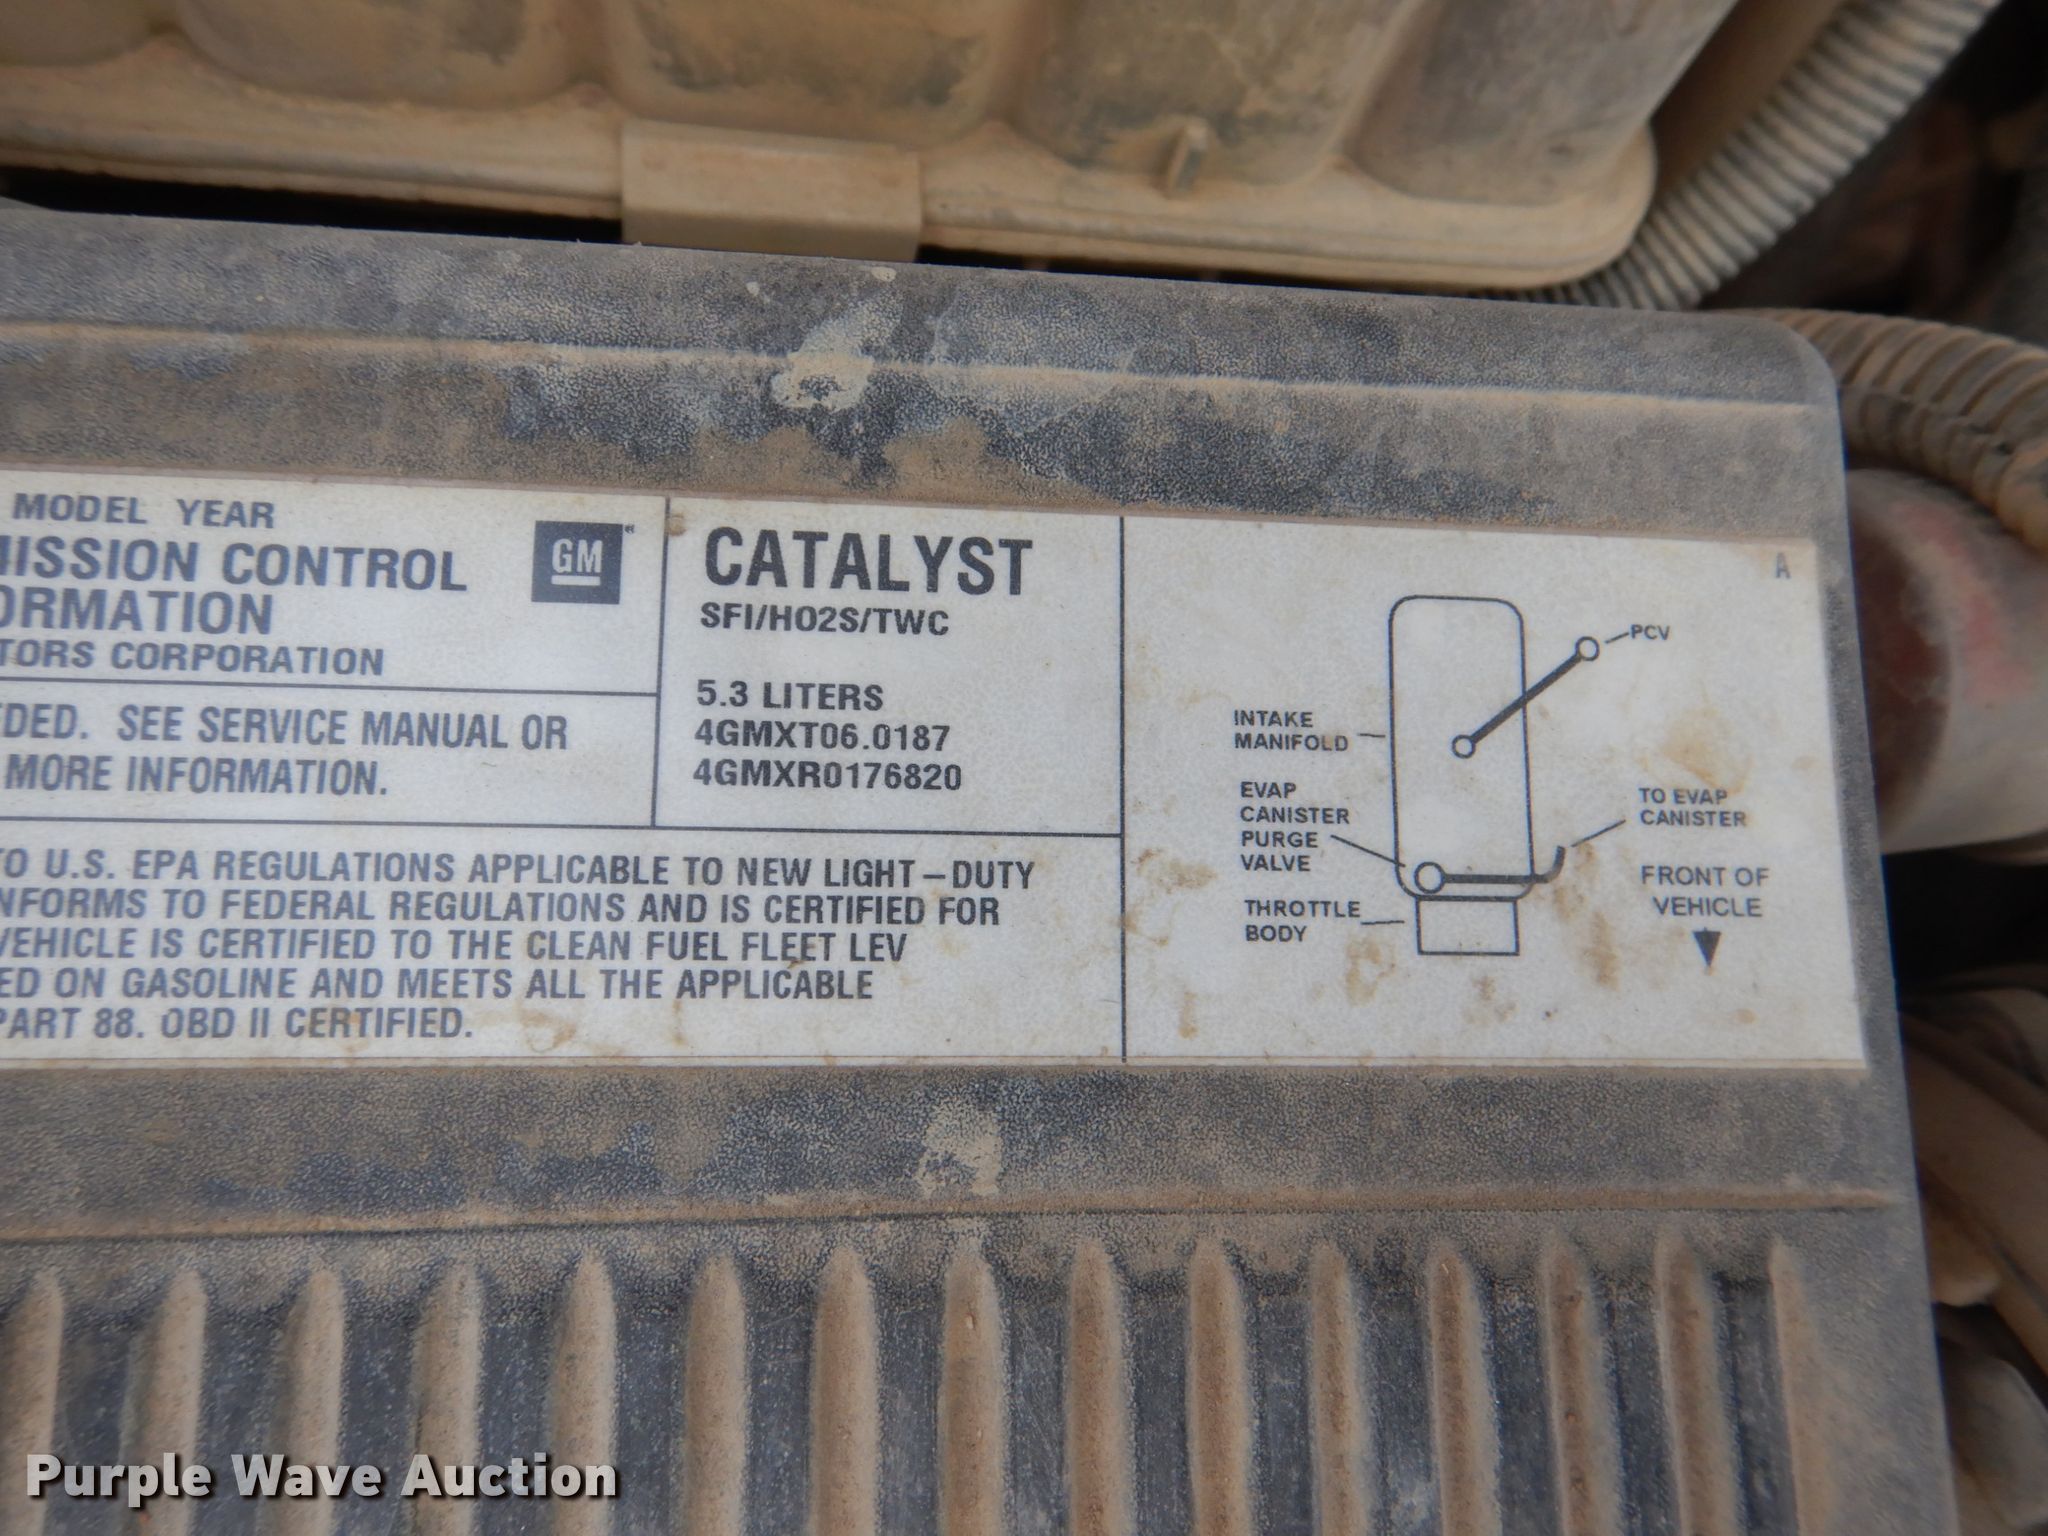 MODEL YEAR
MISSION CONTROL
ORMATION
TORS CORPORATION
GM
EDED. SEE SERVICE MANUAL OR
MORE INFORMATION.
CATALYST
SFI/HO2S/TWC
5.3 LITERS
4GMXT06.0187
4GMXR0176820
TO U.S. EPA REGULATIONS APPLICABLE TO NEW LIGHT-DUTY
NFORMS TO FEDERAL REGULATIONS AND IS CERTIFIED FOR
VEHICLE IS CERTIFIED TO THE CLEAN FUEL FLEET LEV
ED ON GASOLINE AND MEETS ALL THE APPLICABLE
PART 88. OBD II CERTIFIED.
A
PCV
INTAKE
MANIFOLD
EVAP
CANISTER
PURGE
VALVE
THROTTLE
BODY
TO EVAP
CANISTER
FRONT OF
VEHICLE
Purple Wave Auction